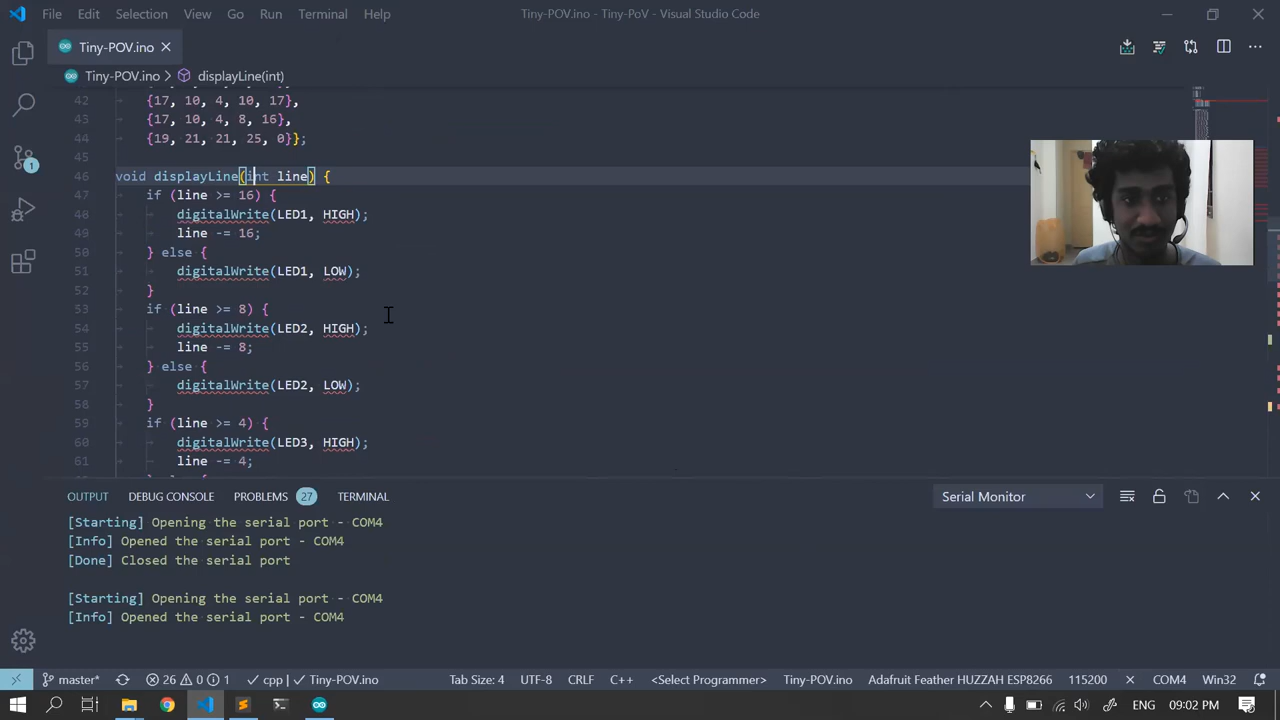 File Edit Selection View Go Run Terminal Help Tiny-POV.ino - Tiny-PoV - Visual Studio Code
Tiny-POV.ino
Tiny-POV.ino > displayLine(int)
42 {17, 10, 4, 10, 17},
43 {17, 10, 4, 8, 16},
44 {19, 21, 21, 25, 0}};
45
46 void displayLine(int line) {
47 if (line >= 16) {
48 digitalWrite(LED1, HIGH);
49 line -= 16;
50 } else {
51 digitalWrite(LED1, LOW);
52 }
53 if (line >= 8) {
54 digitalWrite(LED2, HIGH);
55 line -= 8;
56 } else {
57 digitalWrite(LED2, LOW);
58 }
59 if (line >= 4) {
60 digitalWrite(LED3, HIGH);
61 line -= 4;
1
OUTPUT DEBUG CONSOLE PROBLEMS 27 TERMINAL Serial Monitor
[Starting] Opening the serial port - COM4
[Info] Opened the serial port - COM4
[Done] Closed the serial port
[Starting] Opening the serial port - COM4
[Info] Opened the serial port - COM4
master* 26 0 1 cpp Tiny-POV.ino Tab Size: 4 UTF-8 CRLF C++ <Select Programmer> Tiny-POV.ino Adafruit Feather HUZZAH ESP8266 115200 COM4 Win32
ENG 09:02 PM